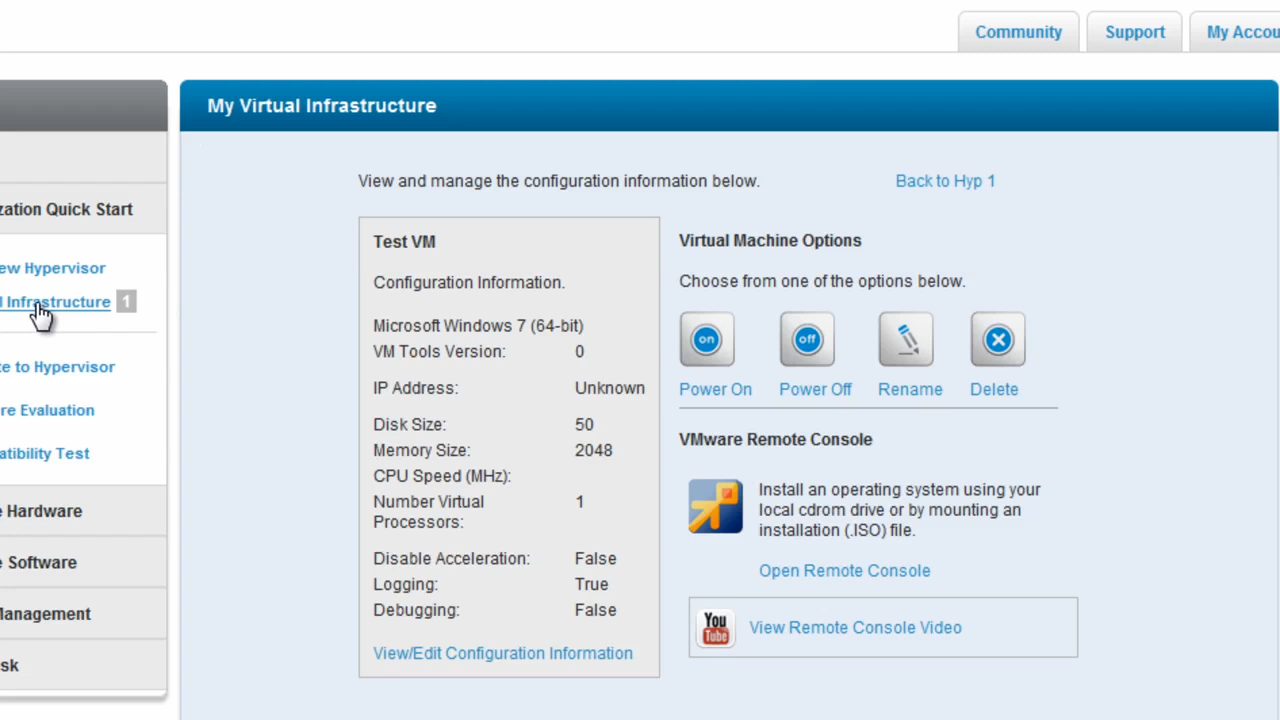 Community
Support
My Accou
My Virtual Infrastructure
zation Quick Start
ew Hypervisor
l Infrastructure 1
te to Hypervisor
re Evaluation
atibility Test
e Hardware
e Software
Management
sk
View and manage the configuration information below.
Back to Hyp 1
Test VM
Configuration Information.
Microsoft Windows 7 (64-bit)
VM Tools Version: 0
IP Address: Unknown
Disk Size: 50
Memory Size: 2048
CPU Speed (MHz):
Number Virtual 1
Processors:
Disable Acceleration: False
Logging: True
Debugging: False
View/Edit Configuration Information
Virtual Machine Options
Choose from one of the options below.
on
off
Power On
Power Off
Rename
Delete
VMware Remote Console
Install an operating system using your
local cdrom drive or by mounting an
installation (.ISO) file.
Open Remote Console
You
Tube
View Remote Console Video